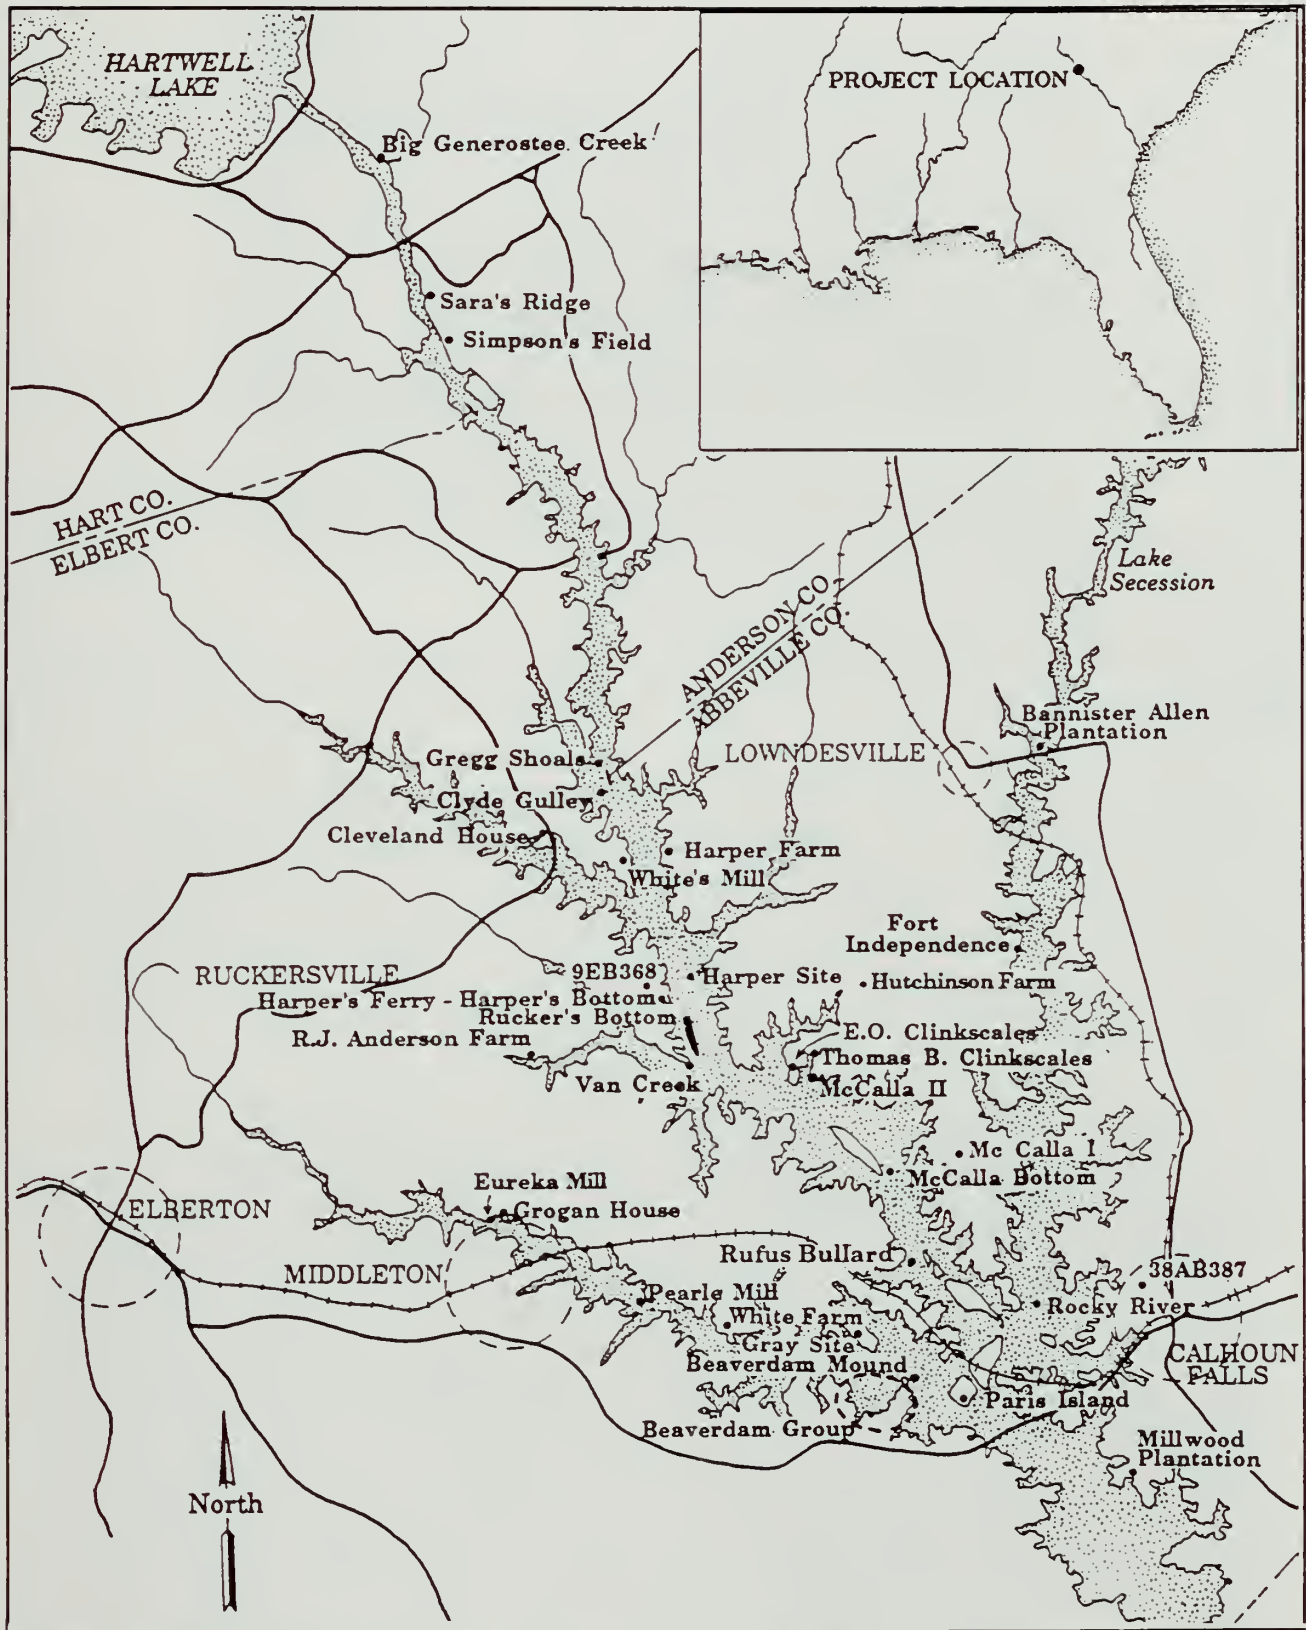 HARTWELL
LAKE
PROJECT LOCATION
Big Generostee Creek
Sara's Ridge
Simpson's Field
HART CO.
ELBERT CO.
Lake
Secession
ANDERSON CO
ABBEVILLE CO.
Bannister Allen
Plantation
Gregg Shoals
LOWNDESVILLE
Clyde Gulley
Cleveland House
Harper Farm
White's Mill
Fort
Independence
RUCKERSVILLE
9EB368
Harper Site
Hutchinson Farm
Harper's Ferry - Harper's Bottom
Rucker's Bottom
R.J. Anderson Farm
E.O. Clinkscales
Thomas B. Clinkscales
Van Creek
McCalla II
Mc Calla I
McCalla Bottom
Eureka Mill
ELBERTON
Grogan House
Rufus Bullard
MIDDLETON
38AB387
Pearle Mill
Rocky River
White Farm
Gray Site
Beaverdam Mound
CALHOUN
FALLS
Paris Island
Beaverdam Group
Millwood
Plantation
North